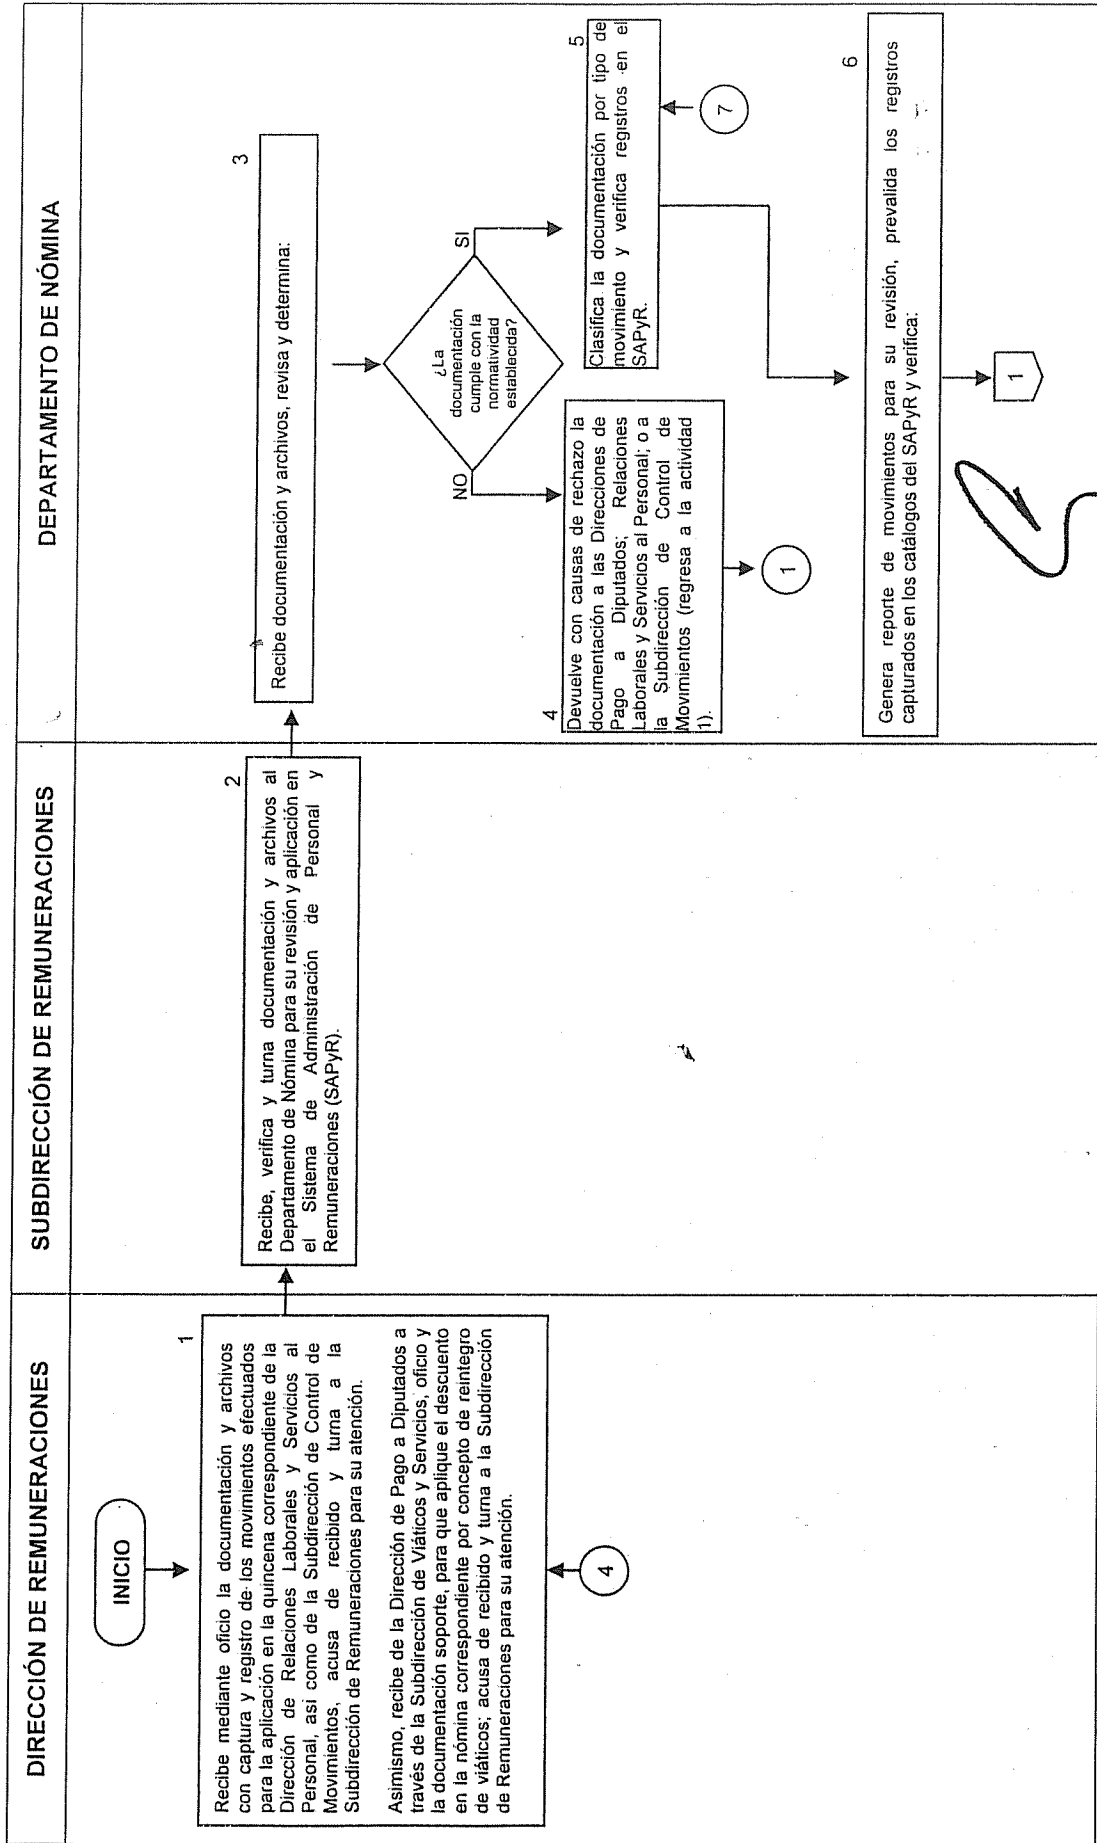 DIRECCIÓN DE REMUNERACIONES
SUBDIRECCIÓN DE REMUNERACIONES
DEPARTAMENTO DE NÓMINA
INICIO
1
Recibe mediante oficio la documentación y archivos
con captura y registro de los movimientos efectuados
para la aplicación en la quincena correspondiente de la
Dirección de Relaciones Laborales y Servicios al
Personal, así como de la Subdirección de Control de
Movimientos, acusa de recibido y turna a la
Subdirección de Remuneraciones para su atención.
Asimismo, recibe de la Dirección de Pago a Diputados a
través de la Subdirección de Viáticos y Servicios, oficio y
la documentación soporte, para que aplique el descuento
en la nómina correspondiente por concepto de reintegro
de viáticos; acusa de recibido y turna a la Subdirección
de Remuneraciones para su atención.
4
2
Recibe, verifica y turna documentación y archivos al
Departamento de Nómina para su revisión y aplicación en
el Sistema de Administración de Personal y
Remuneraciones (SAPyR).
3
Recibe documentación y archivos, revisa y determina:
¿La
documentación
cumple con la
normatividad
establecida?
NO
SI
4
Devuelve con causas de rechazo la
documentación a las Direcciones de
Pago a Diputados; Relaciones
Laborales y Servicios al Personal; o a
la Subdirección de Control de
Movimientos (regresa a la actividad
1).
1
5
Clasifica la documentación por tipo de
movimiento y verifica registros en el
SAPyR.
7
6
Genera reporte de movimientos para su revisión, prevalida los registros
capturados en los catálogos del SAPyR y verifica:
1